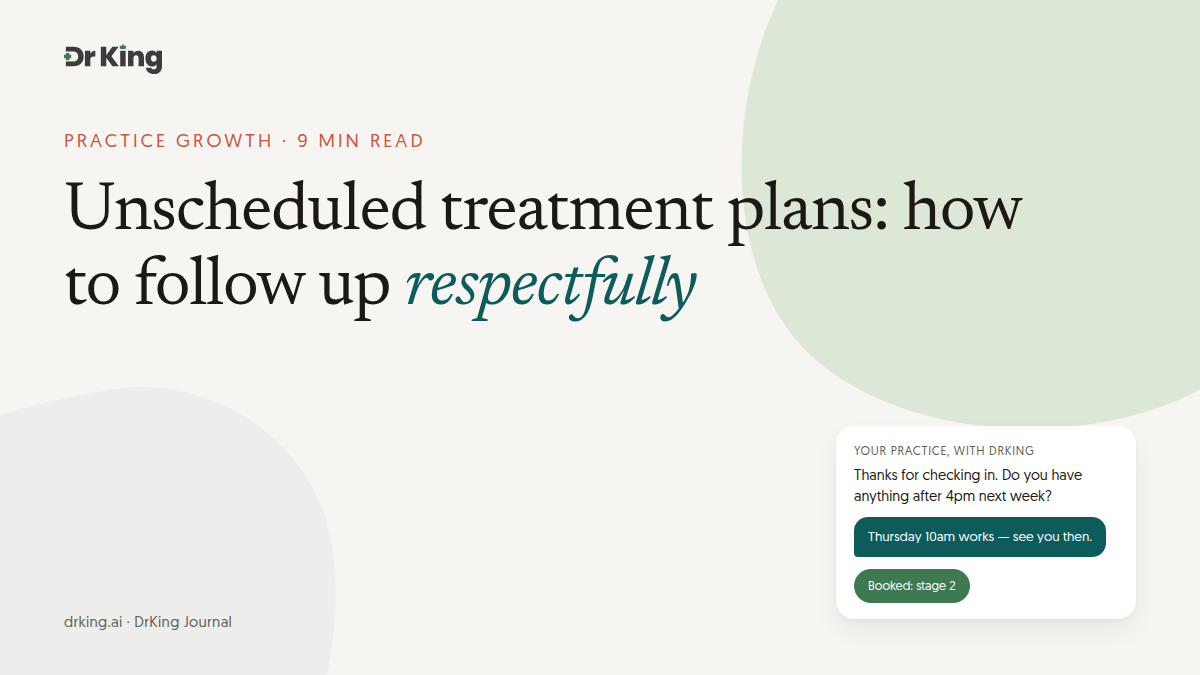 Dr King
PRACTICE GROWTH · 9 MIN READ
Unscheduled treatment plans: how
to follow up respectfully
YOUR PRACTICE, WITH DRKING
Thanks for checking in. Do you have
anything after 4pm next week?
Thursday 10am works — see you then.
Booked: stage 2
drking.ai · DrKing Journal